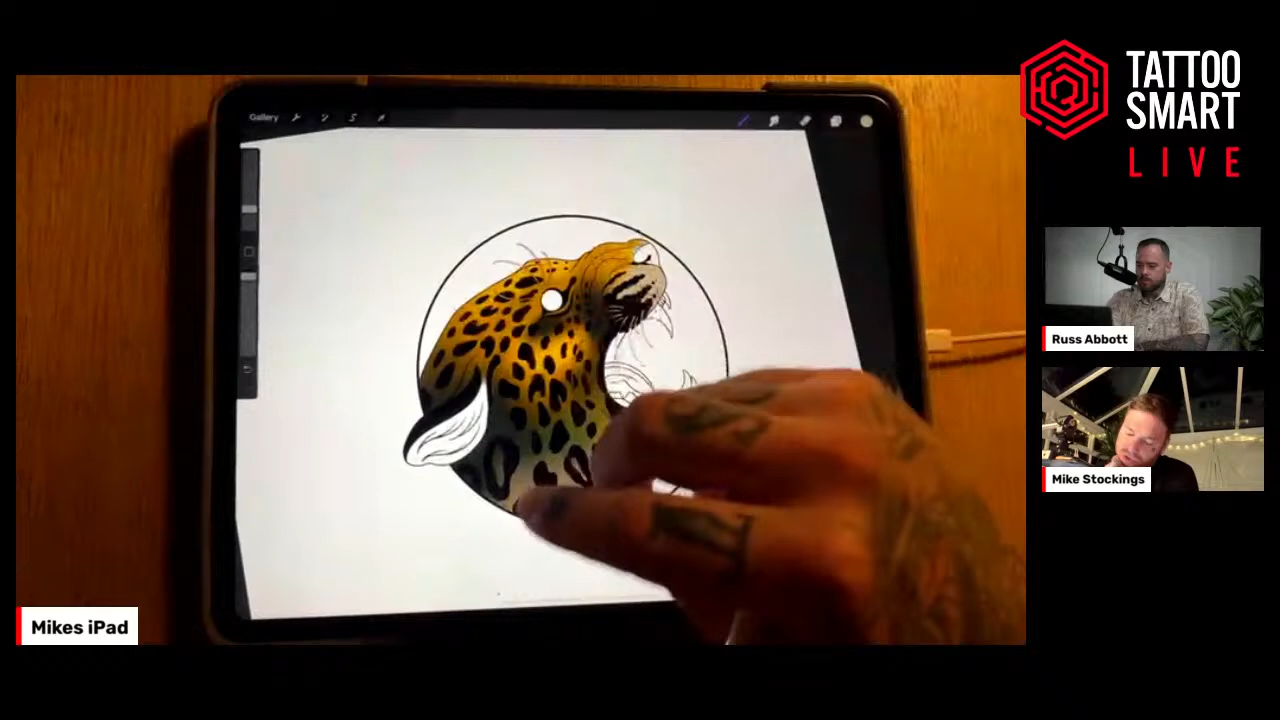 TATTOO
SMART
LIVE
Gallery
Russ Abbott
Mike Stockings
Mikes iPad